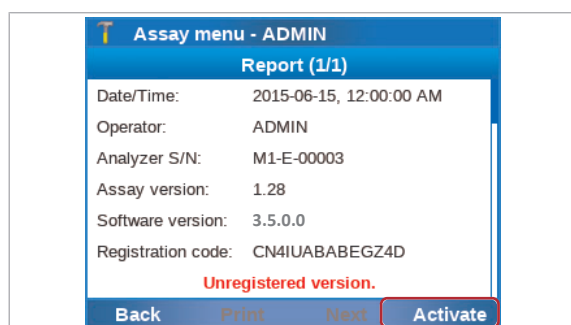 Assay menu - ADMIN
Report (1/1)
Date/Time: 2015-06-15, 12:00:00 AM
Operator: ADMIN
Analyzer S/N: M1-E-00003
Assay version: 1.28
Software version: 3.5.0.0
Registration code: CN4IUABABEGZ4D
Unregistered version.
Back Print Next Activate